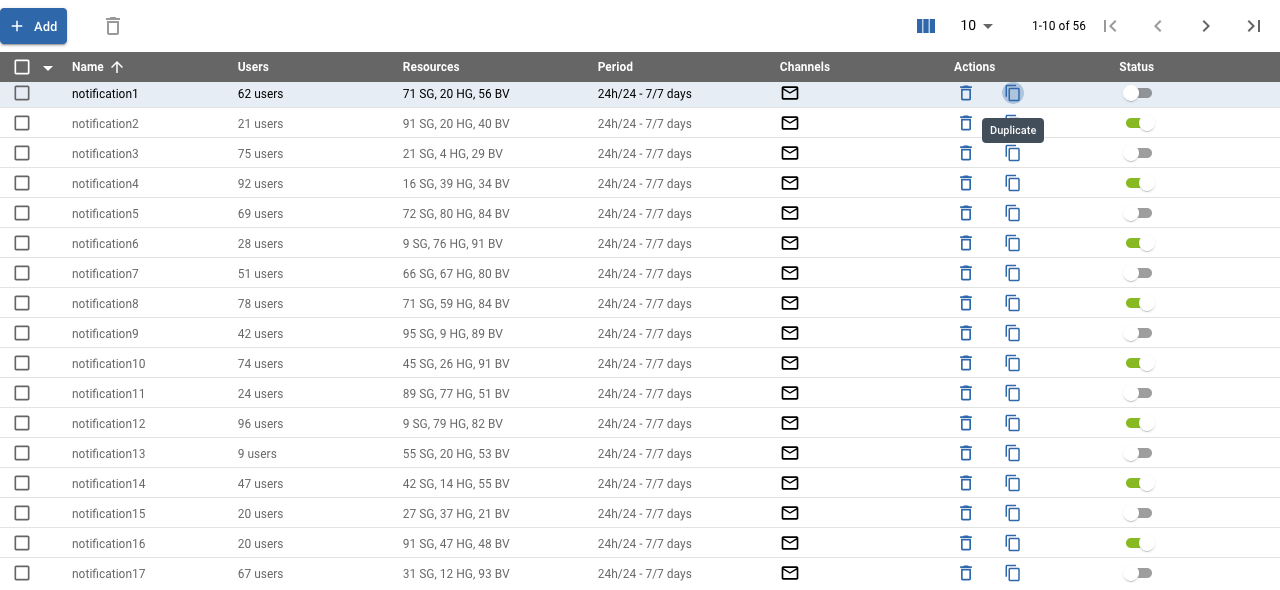 Add 10 1-10 of 56
Name Users Resources Period Channels Actions Status
notification1 62 users 71 SG, 20 HG, 56 BV 24h/24 - 7/7 days
notification2 21 users 91 SG, 20 HG, 40 BV 24h/24 - 7/7 days
Duplicate
notification3 75 users 21 SG, 4 HG, 29 BV 24h/24 - 7/7 days
notification4 92 users 16 SG, 39 HG, 34 BV 24h/24 - 7/7 days
notification5 69 users 72 SG, 80 HG, 84 BV 24h/24 - 7/7 days
notification6 28 users 9 SG, 76 HG, 91 BV 24h/24 - 7/7 days
notification7 51 users 66 SG, 67 HG, 80 BV 24h/24 - 7/7 days
notification8 78 users 71 SG, 59 HG, 84 BV 24h/24 - 7/7 days
notification9 42 users 95 SG, 9 HG, 89 BV 24h/24 - 7/7 days
notification10 74 users 45 SG, 26 HG, 91 BV 24h/24 - 7/7 days
notification11 24 users 89 SG, 77 HG, 51 BV 24h/24 - 7/7 days
notification12 96 users 9 SG, 79 HG, 82 BV 24h/24 - 7/7 days
notification13 9 users 55 SG, 20 HG, 53 BV 24h/24 - 7/7 days
notification14 47 users 42 SG, 14 HG, 55 BV 24h/24 - 7/7 days
notification15 20 users 27 SG, 37 HG, 21 BV 24h/24 - 7/7 days
notification16 20 users 91 SG, 47 HG, 48 BV 24h/24 - 7/7 days
notification17 67 users 31 SG, 12 HG, 93 BV 24h/24 - 7/7 days